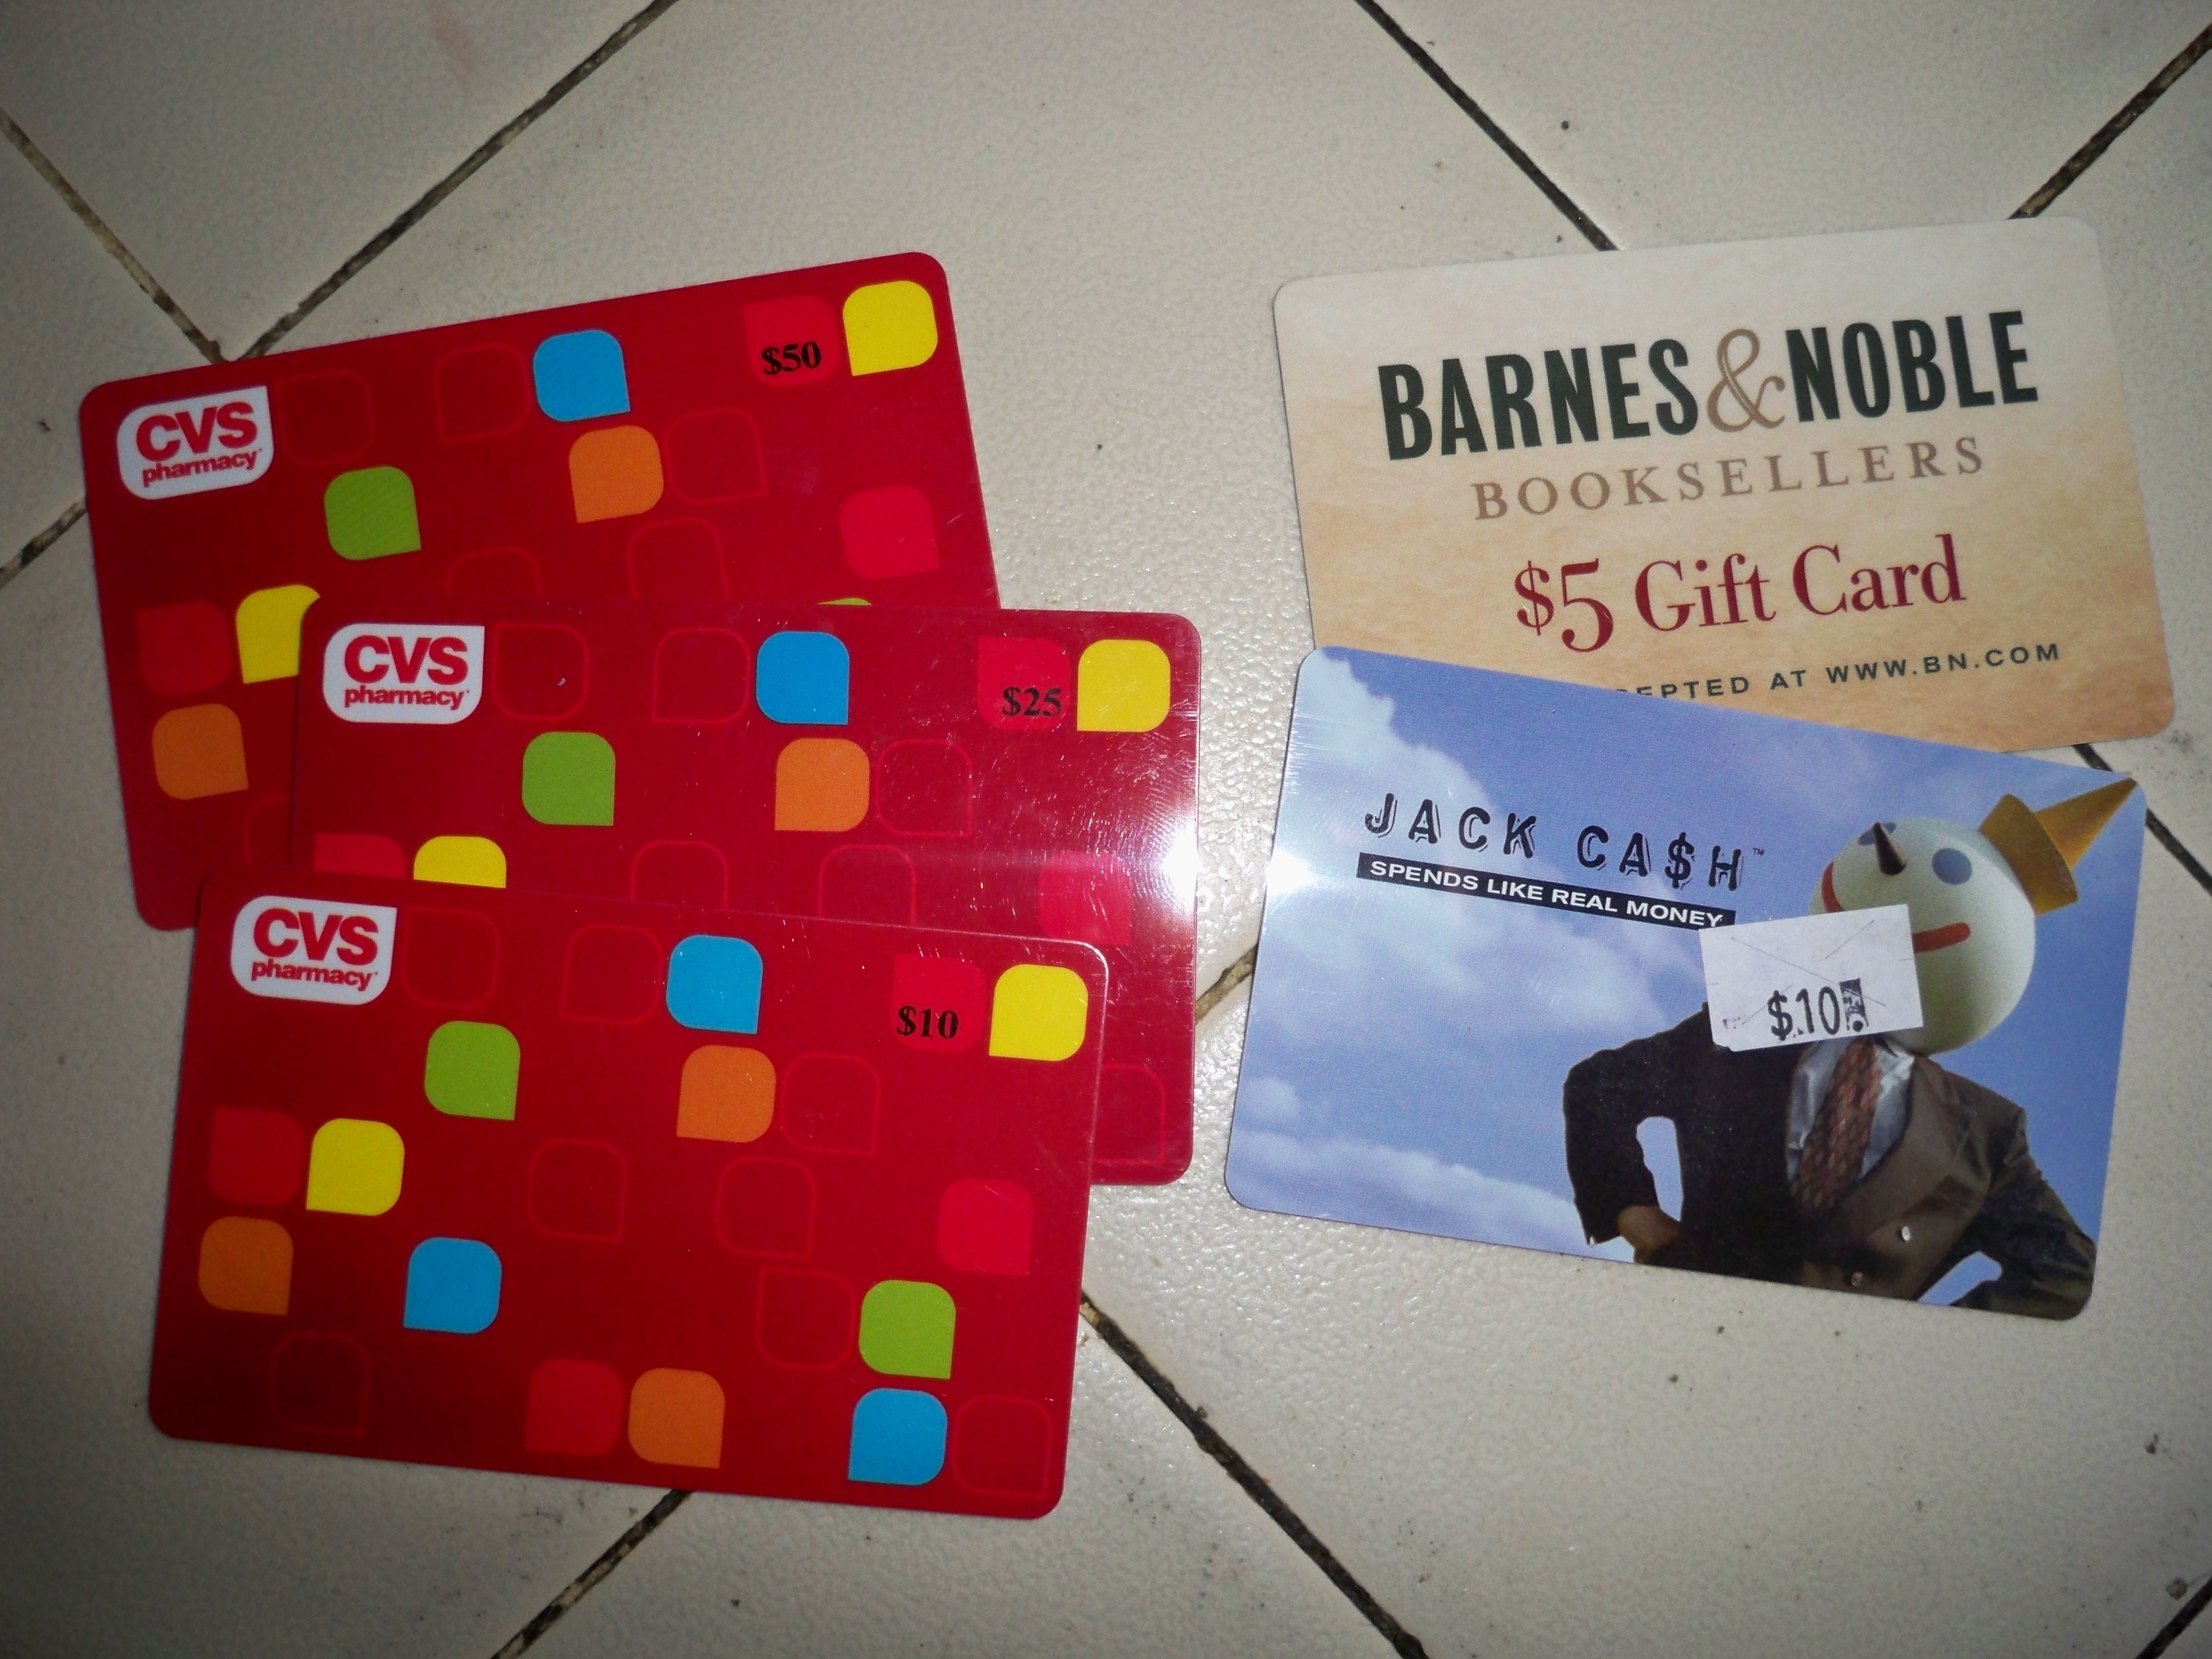 CVS
pharmacy
$50
CVS
pharmacy
$25
CVS
pharmacy
$10
BARNES&NOBLE
BOOKSELLERS
$5 Gift Card
AT WWW.BN.COM
JACK CA$H™
SPENDS LIKE REAL MONEY
$10